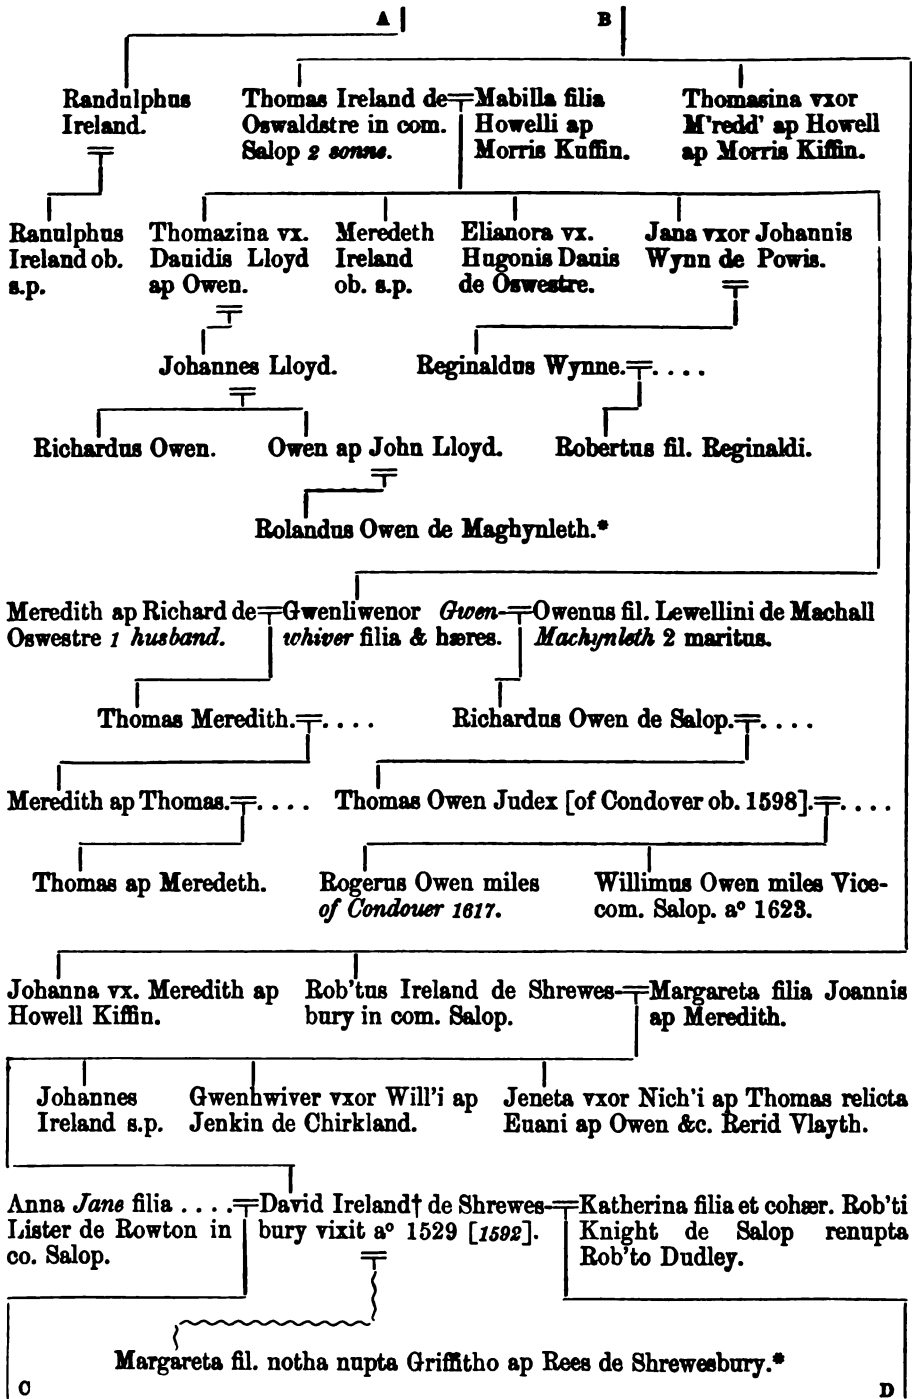 A B
Randulphus
Ireland.
Thomas Ireland de
Oswaldstre in com.
Salop 2 sonne.
Mabilla filia
Howelli ap
Morris Kuffin.
Thomasina vxor
M'redd' ap Howell
ap Morris Kiffin.
Ranulphus
Ireland ob.
s.p.
Thomazina vx.
Dauidis Lloyd
ap Owen.
Meredeth
Ireland
ob. s.p.
Elianora vx.
Hugonis Dauis
de Oswestre.
Jana vxor Johannis
Wynn de Powis.
Johannes Lloyd.
Reginaldus Wynne. . . . .
Richardus Owen.
Owen ap John Lloyd.
Robertus fil. Reginaldi.
Rolandus Owen de Maghynleth.*
Meredith ap Richard de
Oswestre 1 husband.
Gwenliwenor Gwen-
whiver filia & hæres.
Owenus fil. Lewellini de Machall
Machynleth 2 maritus.
Thomas Meredith. . . . .
Richardus Owen de Salop. . . . .
Meredith ap Thomas. . . . .
Thomas Owen Judex [of Condover ob. 1598]. . . . .
Thomas ap Meredeth.
Rogerus Owen miles
of Condouer 1617.
Willimus Owen miles Vice-
com. Salop. aº 1623.
Johanna vx. Meredith ap
Howell Kiffin.
Rob'tus Ireland de Shrewes-
bury in com. Salop.
Margareta filia Joannis
ap Meredith.
Johannes
Ireland s.p.
Gwenhwiver vxor Will'i ap
Jenkin de Chirkland.
Jeneta vxor Nich'i ap Thomas relicta
Euani ap Owen &c. Rerid Vlayth.
Anna Jane filia . . . .
Lister de Rowton in
co. Salop.
David Ireland† de Shrewes-
bury vixit aº 1529 [1592].
Katherina filia et cohær. Rob'ti
Knight de Salop renupta
Rob'to Dudley.
Margareta fil. notha nupta Griffitho ap Rees de Shrewesbury.*
C D